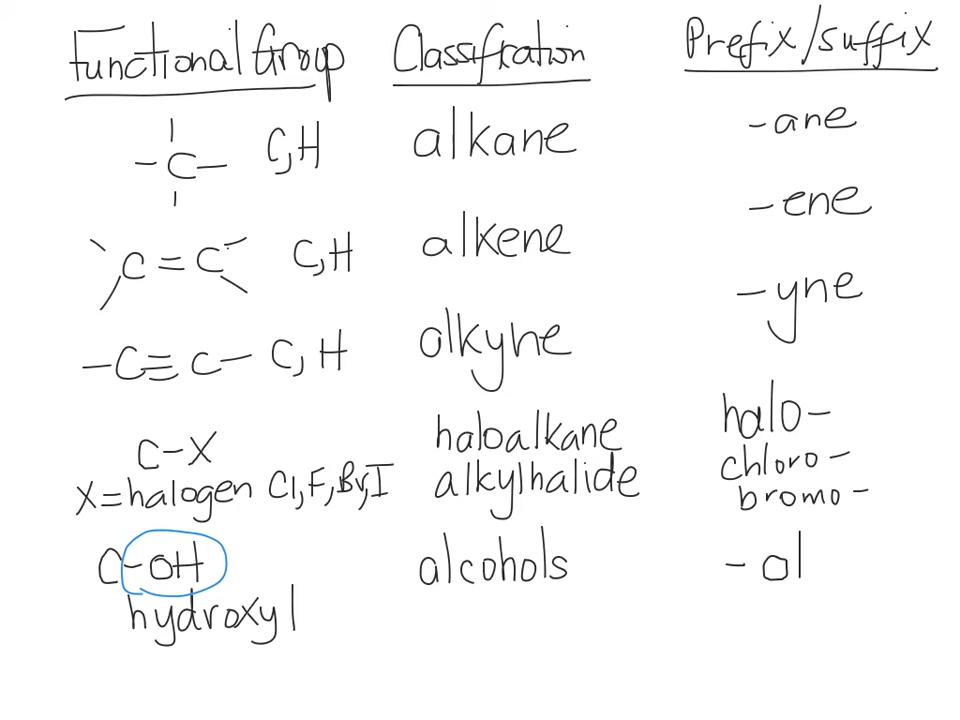 Functional Group Classification Prefix/suffix
-C- C,H alkane -ane
C=C C,H alkene -ene
-C≡C- C,H alkyne -yne
C-X haloalkane halo-
X=halogen Cl,F,Br,I alkylhalide chloro-
bromo-
C-OH alcohols -ol
hydroxyl